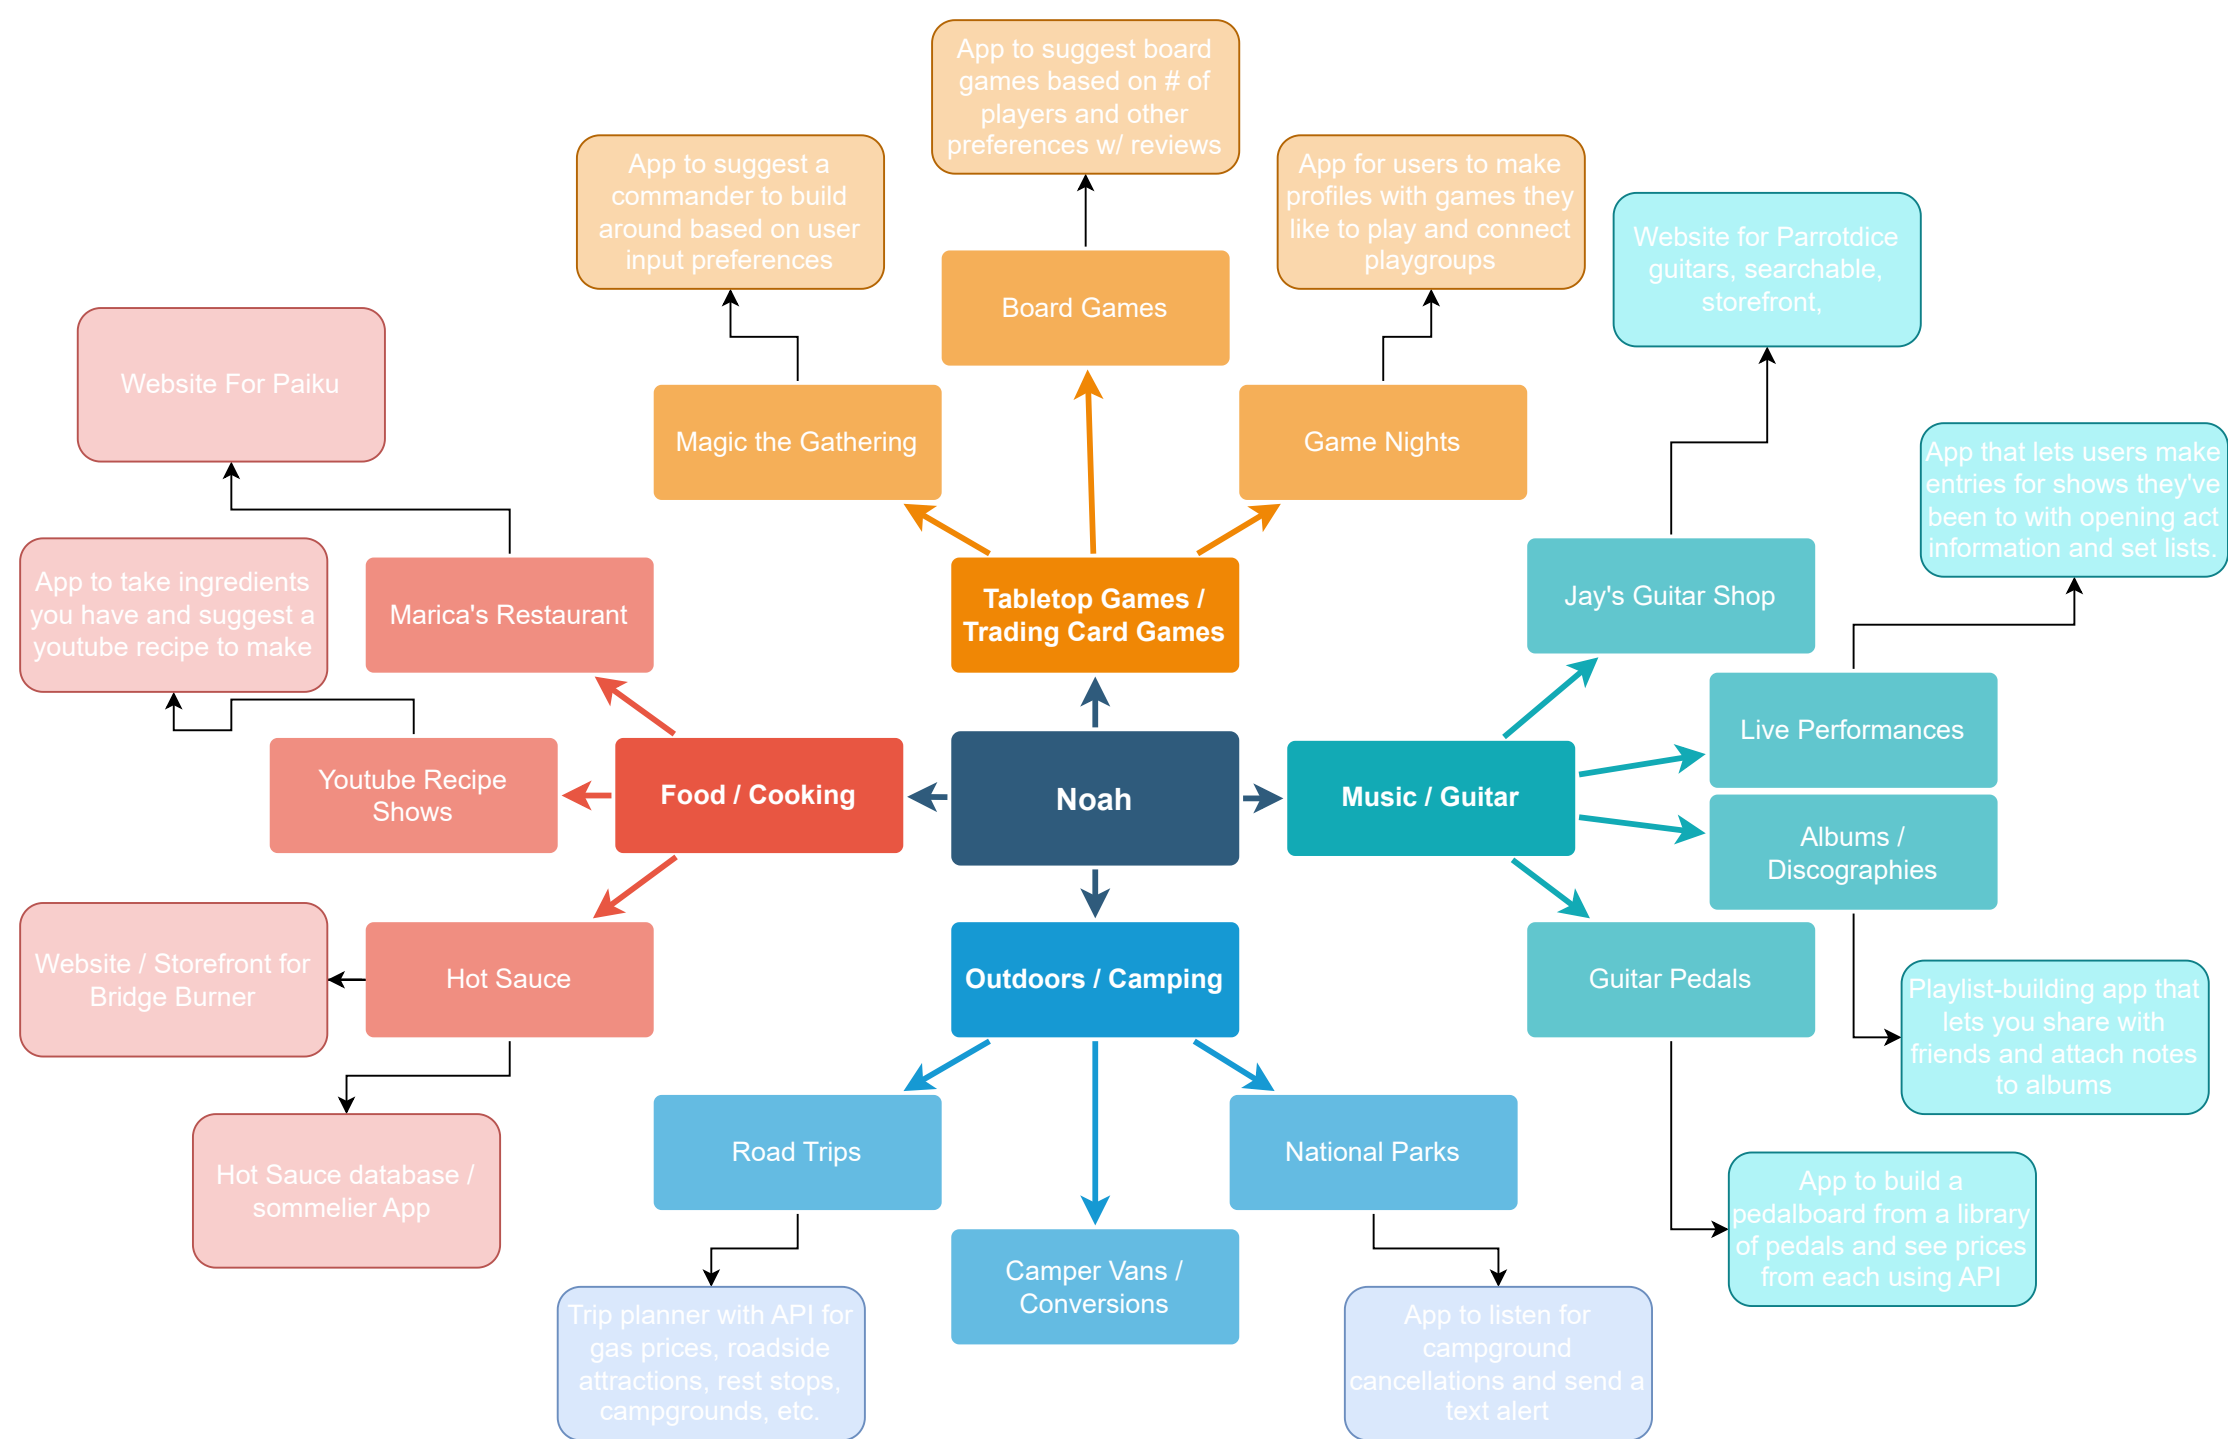 App to suggest board
games based on # of
players and other
preferences w/ reviews
App to suggest a
commander to build
around based on user
input preferences
App for users to make
profiles with games they
like to play and connect
playgroups
Website for Parrotdice
guitars, searchable,
storefront,
Board Games
Website For Paiku
Magic the Gathering
Game Nights
App that lets users make
entries for shows they've
been to with opening act
information and set lists.
App to take ingredients
you have and suggest a
youtube recipe to make
Marica's Restaurant
Tabletop Games /
Trading Card Games
Jay's Guitar Shop
Live Performances
Youtube Recipe
Shows
Food / Cooking
Noah
Music / Guitar
Albums /
Discographies
Website / Storefront for
Bridge Burner
Hot Sauce
Outdoors / Camping
Guitar Pedals
Playlist-building app that
lets you share with
friends and attach notes
to albums
Hot Sauce database /
sommelier App
Road Trips
National Parks
App to build a
pedalboard from a library
of pedals and see prices
from each using API
Camper Vans /
Conversions
Trip planner with API for
gas prices, roadside
attractions, rest stops,
campgrounds, etc.
App to listen for
campground
cancellations and send a
text alert